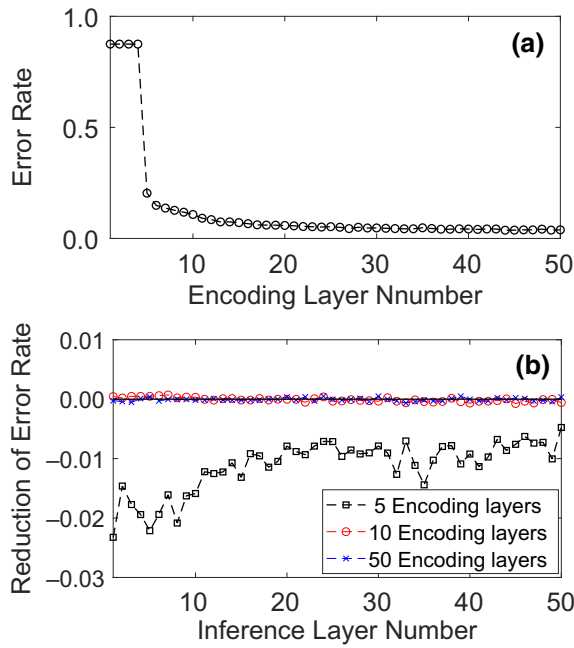 (a)
1.0
0.5
0.0
Error Rate
10
20
30
40
50
Encoding Layer Nnumber
(b)
0.01
0.00
−0.01
−0.02
−0.03
Reduction of Error Rate
5 Encoding layers
10 Encoding layers
50 Encoding layers
10
20
30
40
50
Inference Layer Number